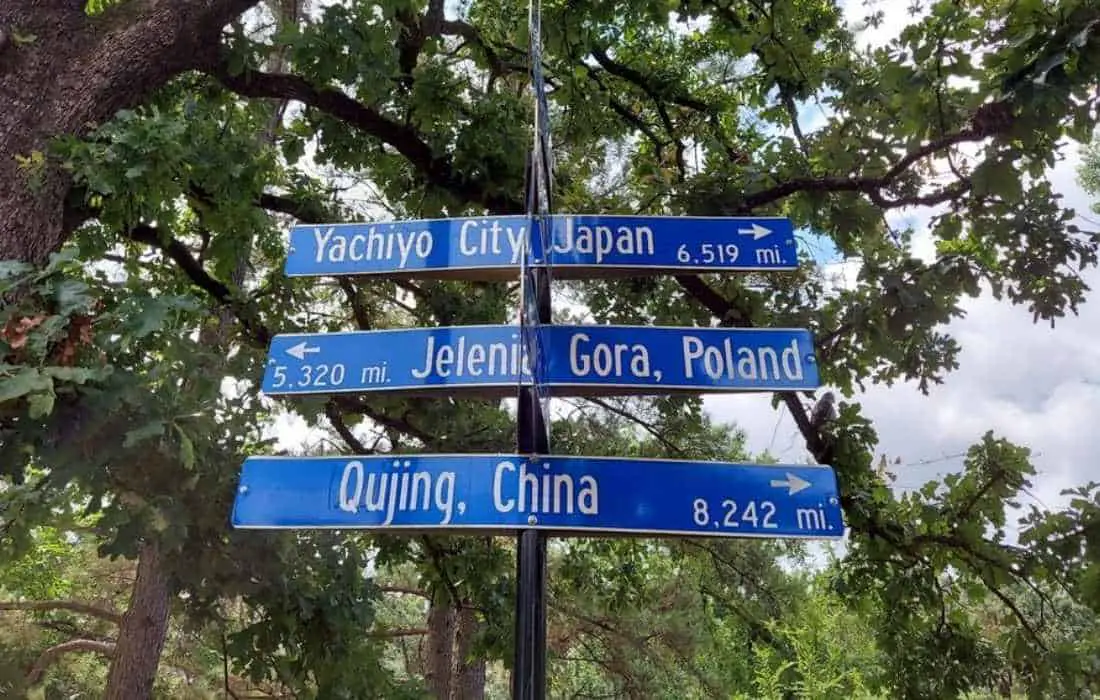 Yachiyo City, Japan 6,519 mi. →
← 5,320 mi. Jelenia Gora, Poland
Qujing, China 8,242 mi. →